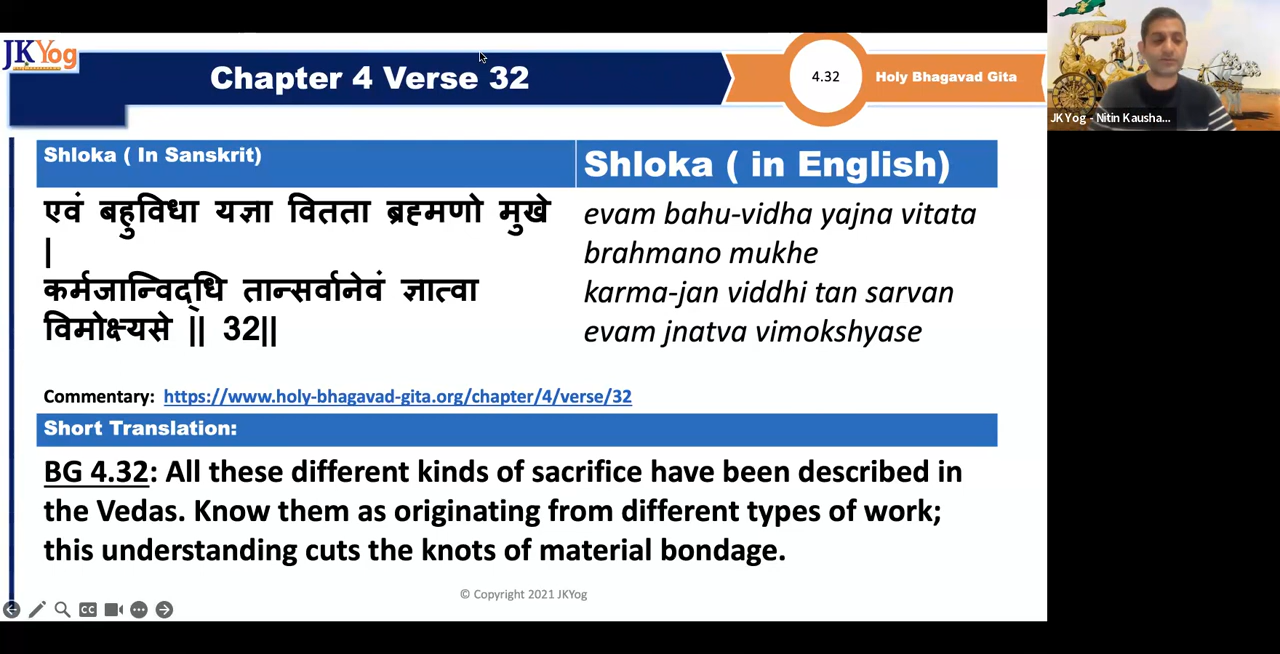 JKYog
Chapter 4 Verse 32
4.32
Holy Bhagavad Gita
JKYog - Nitin Kausha...
Shloka ( In Sanskrit)
Shloka ( in English)
एवं बहुविधा यज्ञा वितता ब्रह्मणो मुखे
|
कर्मजान्विद्धि तान्सर्वानेवं ज्ञात्वा
विमोक्ष्यसे || 32||
evam bahu-vidha yajna vitata
brahmano mukhe
karma-jan viddhi tan sarvan
evam jnatva vimokshyase
Commentary: https://www.holy-bhagavad-gita.org/chapter/4/verse/32
Short Translation:
BG 4.32: All these different kinds of sacrifice have been described in
the Vedas. Know them as originating from different types of work;
this understanding cuts the knots of material bondage.
© Copyright 2021 JKYog
CC